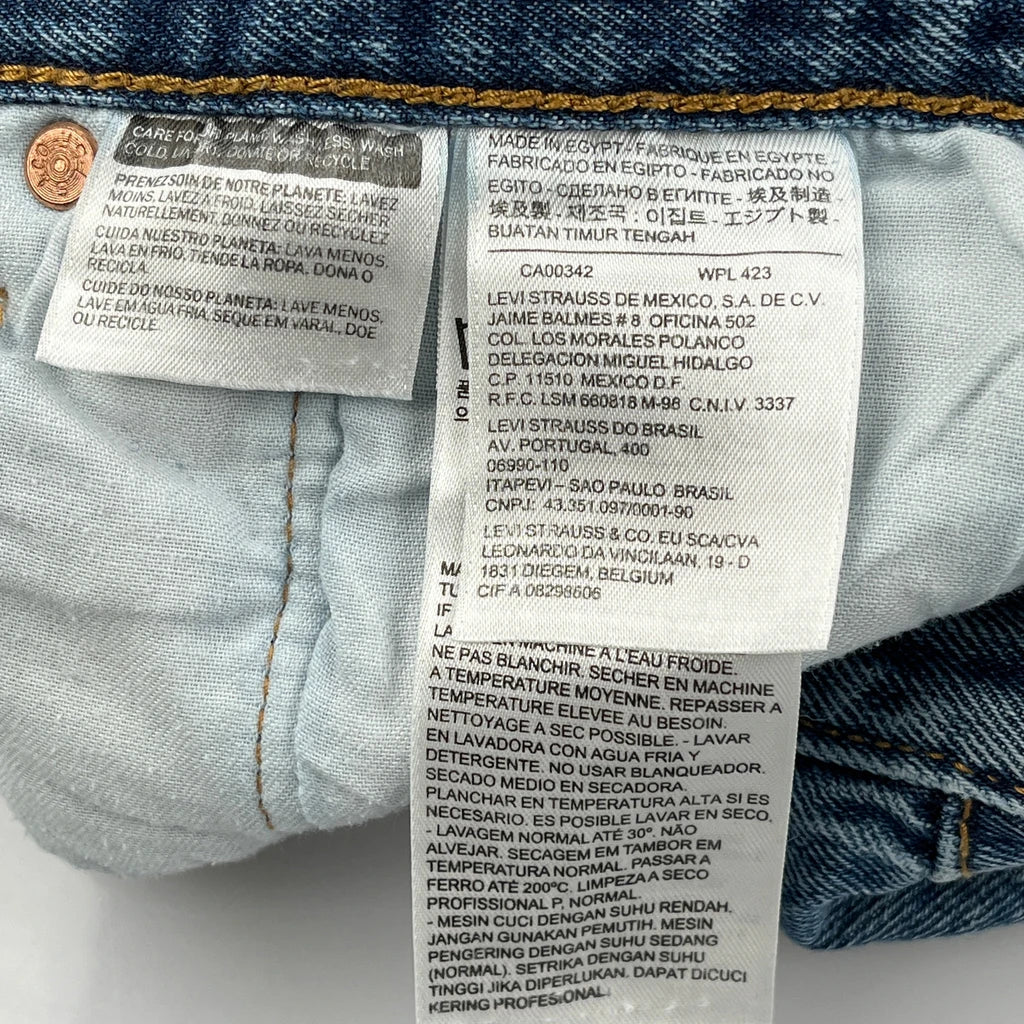 CARE FOR OUR PLANET: WASH LESS, WASH
COLD, LINE DRY, DONATE OR RECYCLE
PRENEZ SOIN DE NOTRE PLANETE: LAVEZ
MOINS, LAVEZ A FROID, LAISSEZ SECHER
NATURELLEMENT, DONNEZ OU RECYCLEZ
CUIDA NUESTRO PLANETA: LAVA MENOS,
LAVA EN FRIO, TIENDE LA ROPA. DONA O
RECICLA.
CUIDE DO NOSSO PLANETA: LAVE MENOS,
LAVE EM AGUA FRIA, SEQUE EM VARAL, DOE
OU RECICLE.
MADE IN EGYPT - FABRIQUE EN EGYPTE
FABRICADO EN EGIPTO - FABRICADO NO
EGITO - СДЕЛАНО В ЕГИПТЕ - 埃及制造 -
埃及製 - 제조국 : 이집트 - エジプト製 -
BUATAN TIMUR TENGAH
CA00342 WPL 423
LEVI STRAUSS DE MEXICO, S.A. DE C.V.
JAIME BALMES # 8 OFICINA 502
COL. LOS MORALES POLANCO
DELEGACION MIGUEL HIDALGO
C.P. 11510 MEXICO D.F.
R.F.C. LSM 660818 M-98 C.N.I.V. 3337
LEVI STRAUSS DO BRASIL
AV. PORTUGAL, 400
06990-110
ITAPEVI – SAO PAULO BRASIL
CNPJ: 43.351.097/0001-90
LEVI STRAUSS & CO. EU SCA/CVA
LEONARDO DA VINCILAAN, 19 - D
1831 DIEGEM, BELGIUM
CIF A 08298606
MA
TU
IF
LA
EN MACHINE A L'EAU FROIDE.
NE PAS BLANCHIR. SECHER EN MACHINE
A TEMPERATURE MOYENNE. REPASSER A
TEMPERATURE ELEVEE AU BESOIN.
NETTOYAGE A SEC POSSIBLE. - LAVAR
EN LAVADORA CON AGUA FRIA Y
DETERGENTE. NO USAR BLANQUEADOR.
SECADO MEDIO EN SECADORA.
PLANCHAR EN TEMPERATURA ALTA SI ES
NECESARIO. ES POSIBLE LAVAR EN SECO.
- LAVAGEM NORMAL ATÉ 30º. NÃO
ALVEJAR. SECAGEM EM TAMBOR EM
TEMPERATURA NORMAL. PASSAR A
FERRO ATÉ 200ºC. LIMPEZA A SECO
PROFISSIONAL P, NORMAL.
- MESIN CUCI DENGAN SUHU RENDAH.
JANGAN GUNAKAN PEMUTIH. MESIN
PENGERING DENGAN SUHU SEDANG
(NORMAL). SETRIKA DENGAN SUHU
TINGGI JIKA DIPERLUKAN. DAPAT DICUCI
KERING PROFESIONAL.